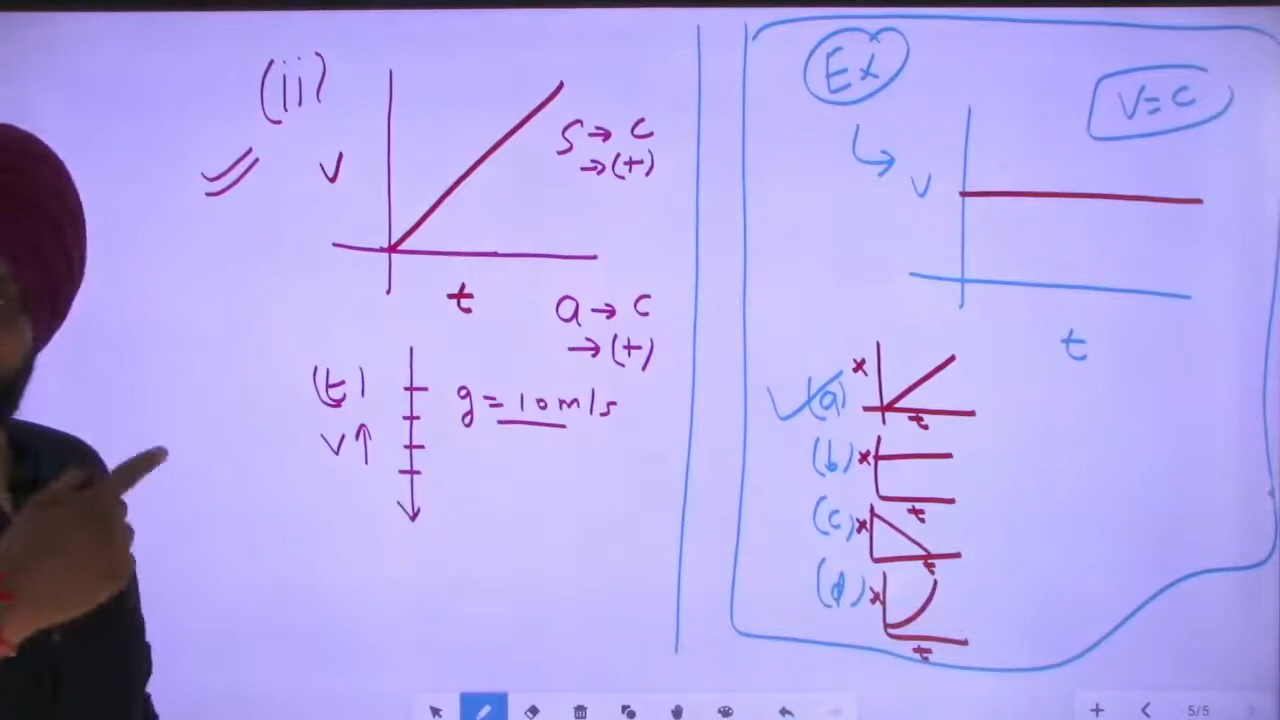 (ii)
V
S → C
→ (+)
t
a → C
→ (+)
(t)
V ↑
g = 10 m/s
Ex
V = C
V
t
(a) x
t
(b) x
t
(c) x
t
(d) x
t
5/5